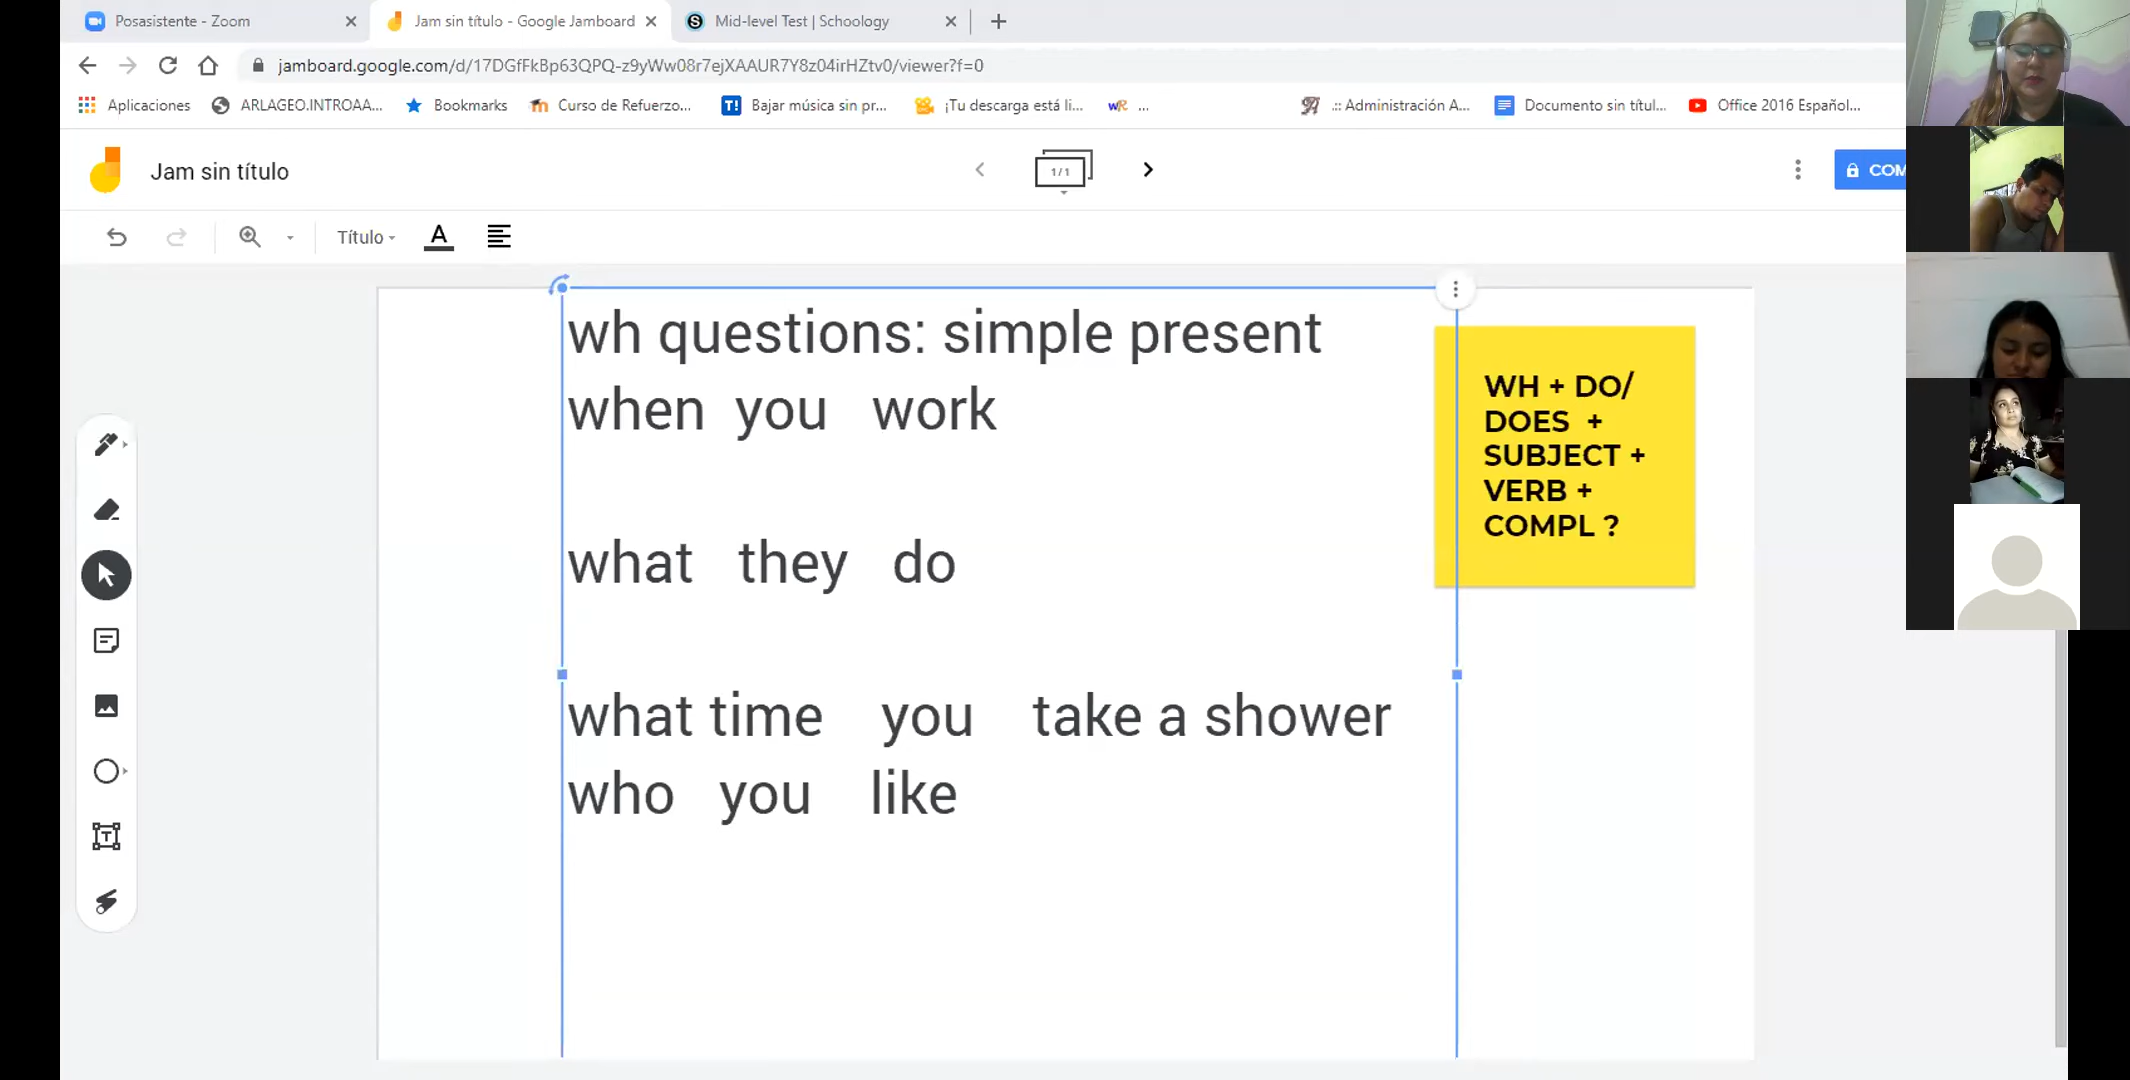 Posasistente - Zoom
Jam sin título - Google Jamboard
Mid-level Test | Schoology
jamboard.google.com/d/17DGfFkBp63QPQ-z9yWw08r7ejXAAUR7Y8z04irHZtv0/viewer?f=0
Aplicaciones
ARLAGEO.INTROAA...
Bookmarks
Curso de Refuerzo...
T! Bajar música sin pr...
¡Tu descarga está li...
wR ...
.:: Administración A...
Documento sin títul...
Office 2016 Español...
Jam sin título
1/1
COM
Título
A
wh questions: simple present
when you work
what they do
what time you take a shower
who you like
WH + DO/
DOES +
SUBJECT +
VERB +
COMPL ?